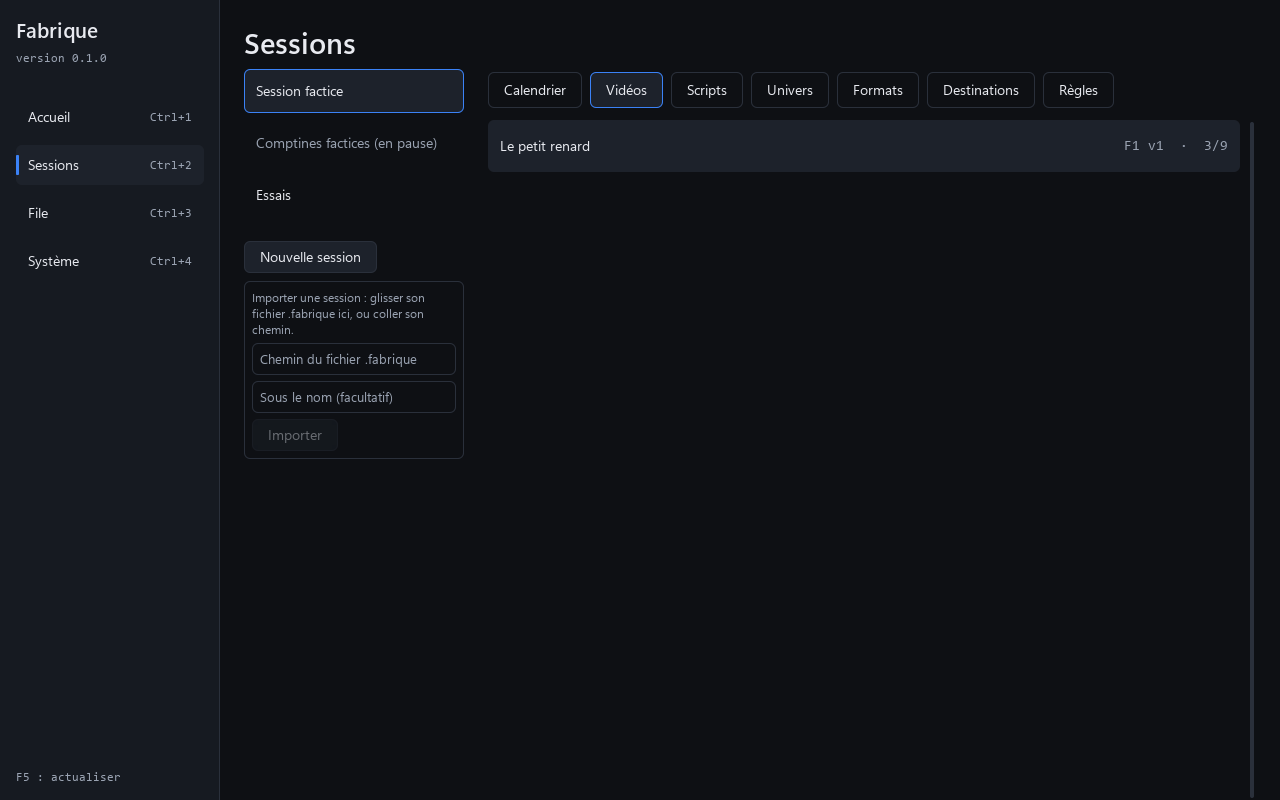 Fabrique
version 0.1.0
Accueil Ctrl+1
Sessions Ctrl+2
File Ctrl+3
Système Ctrl+4
F5 : actualiser
Sessions
Session factice
Comptines factices (en pause)
Essais
Nouvelle session
Importer une session : glisser son
fichier .fabrique ici, ou coller son
chemin.
Chemin du fichier .fabrique
Sous le nom (facultatif)
Importer
Calendrier Vidéos Scripts Univers Formats Destinations Règles
Le petit renard F1 v1 · 3/9